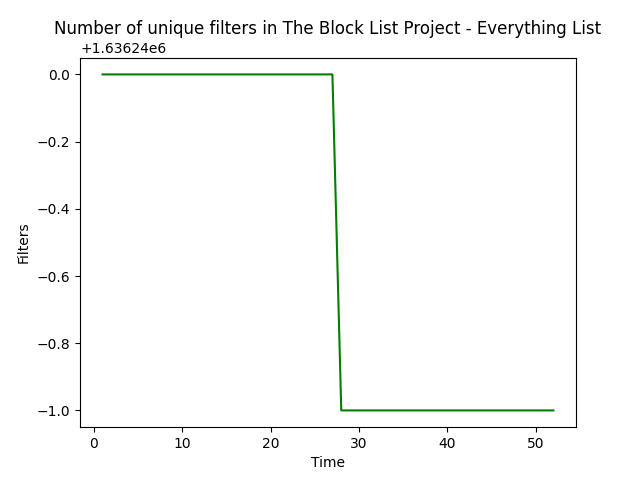 Number of unique filters in The Block List Project - Everything List
+1.63624e6
0.0
−0.2
−0.4
−0.6
−0.8
−1.0
Filters
0 10 20 30 40 50
Time